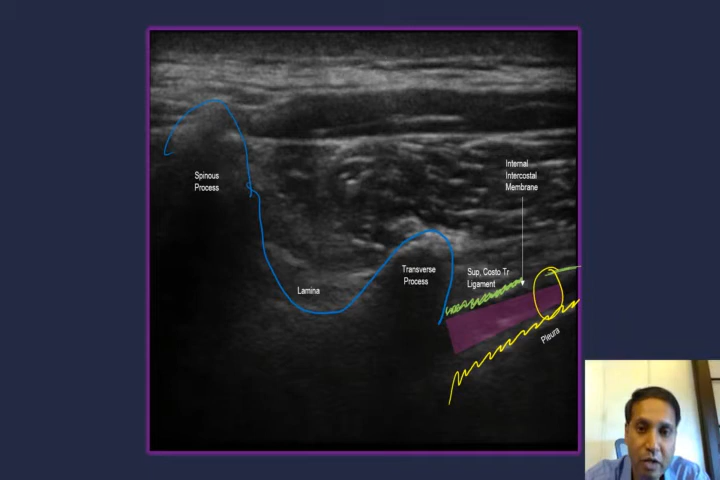 Internal
Intercostal
Membrane
Spinous
Process
Transverse
Process
Sup, Costo Tr
Ligament
Lamina
Pleura